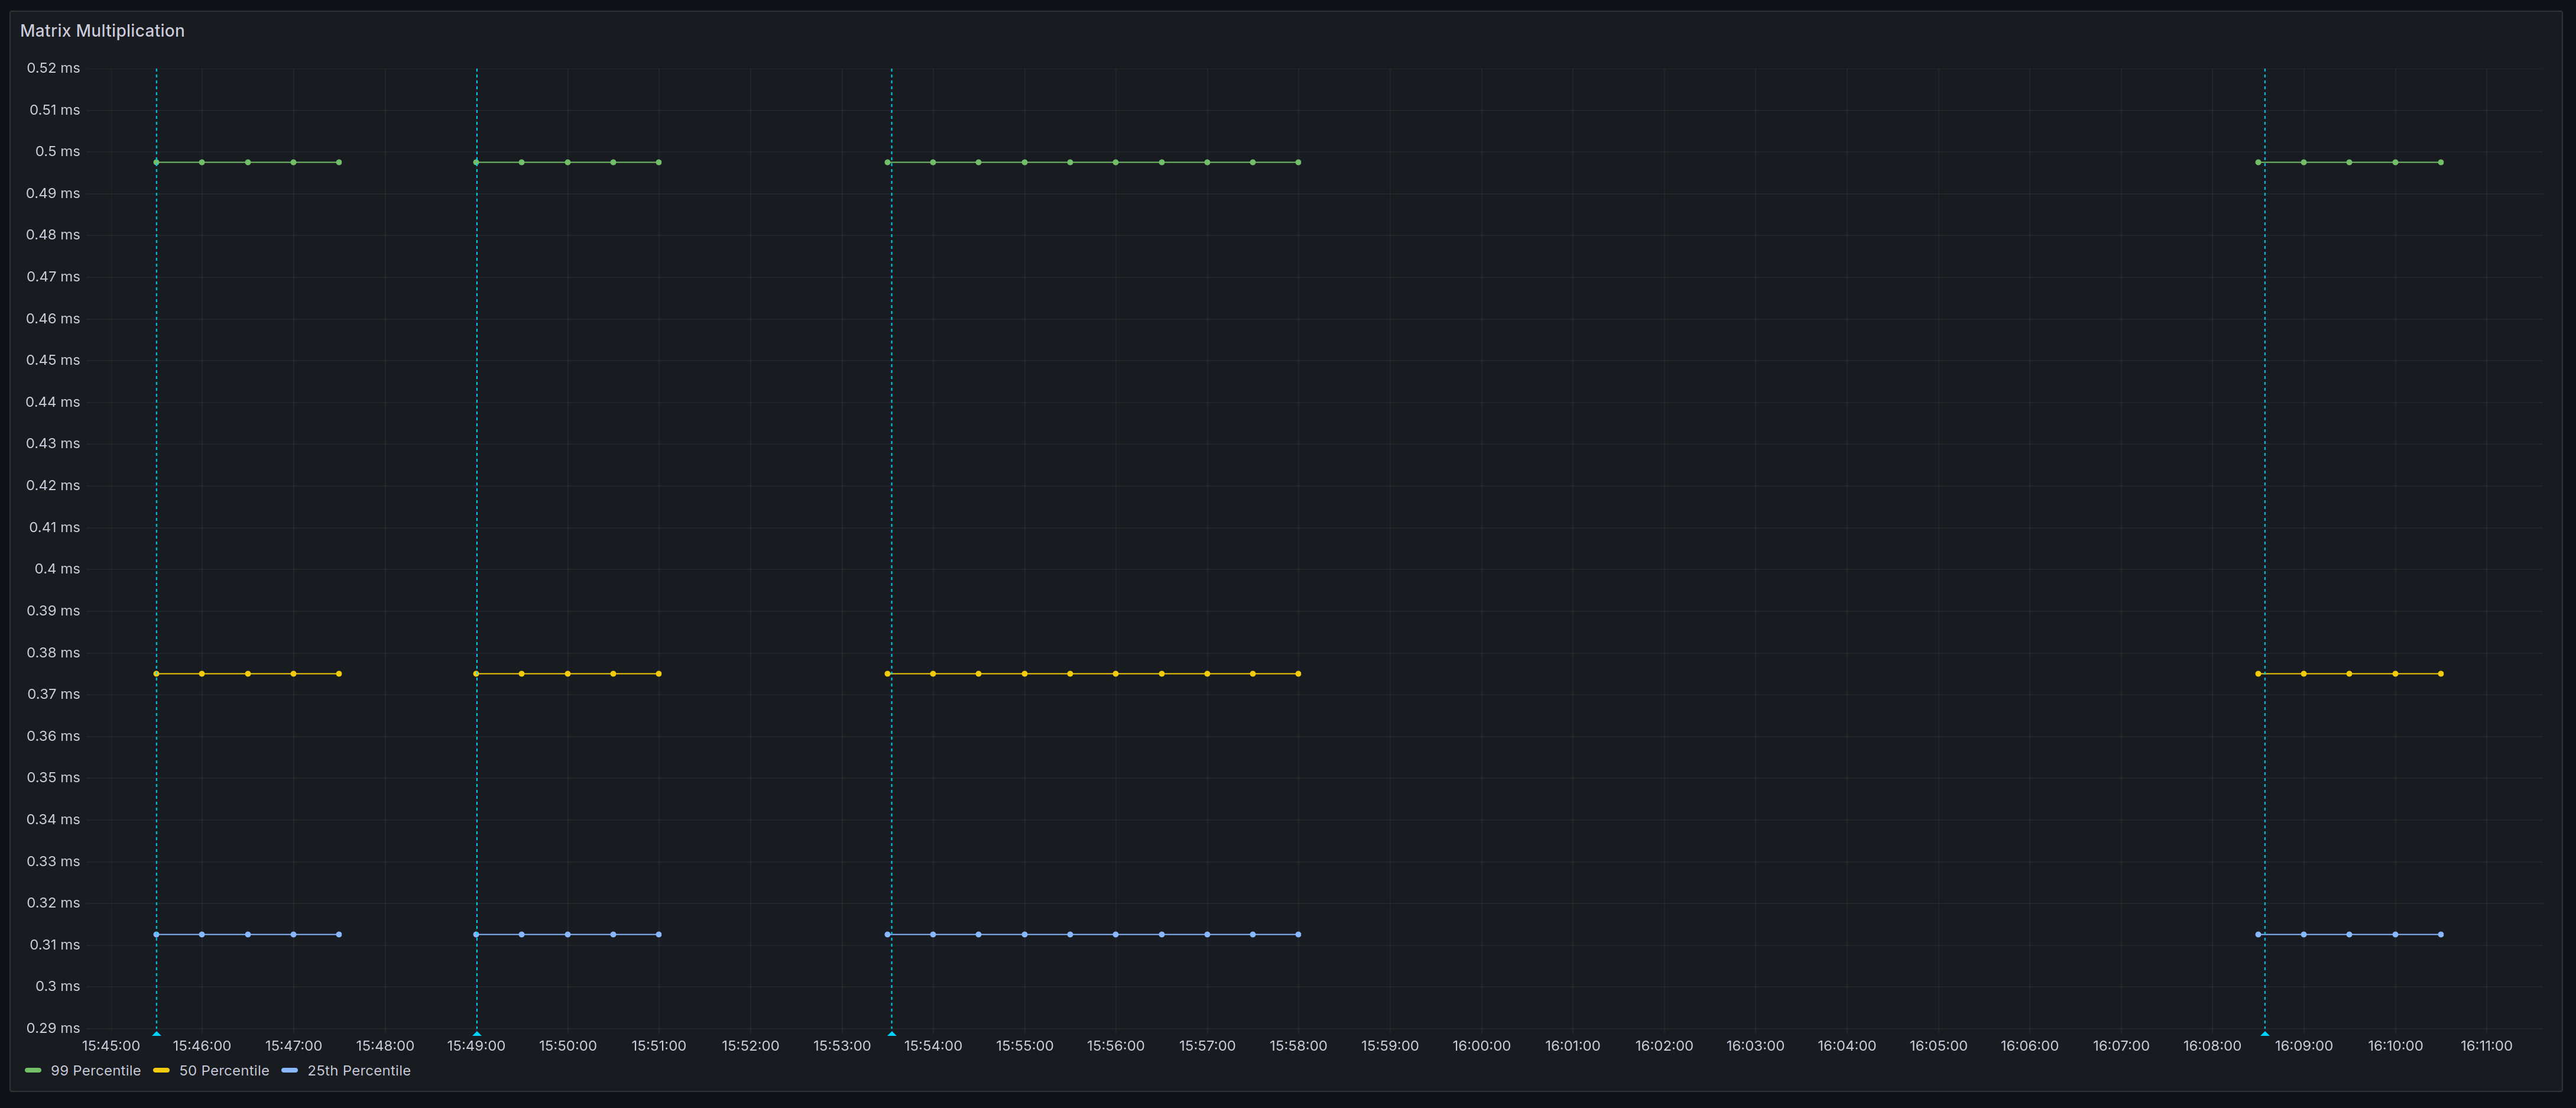 Matrix Multiplication
0.52 ms
0.51 ms
0.5 ms
0.49 ms
0.48 ms
0.47 ms
0.46 ms
0.45 ms
0.44 ms
0.43 ms
0.42 ms
0.41 ms
0.4 ms
0.39 ms
0.38 ms
0.37 ms
0.36 ms
0.35 ms
0.34 ms
0.33 ms
0.32 ms
0.31 ms
0.3 ms
0.29 ms
15:45:00 15:46:00 15:47:00 15:48:00 15:49:00 15:50:00 15:51:00 15:52:00 15:53:00 15:54:00 15:55:00 15:56:00 15:57:00 15:58:00 15:59:00 16:00:00 16:01:00 16:02:00 16:03:00 16:04:00 16:05:00 16:06:00 16:07:00 16:08:00 16:09:00 16:10:00 16:11:00
99 Percentile 50 Percentile 25th Percentile